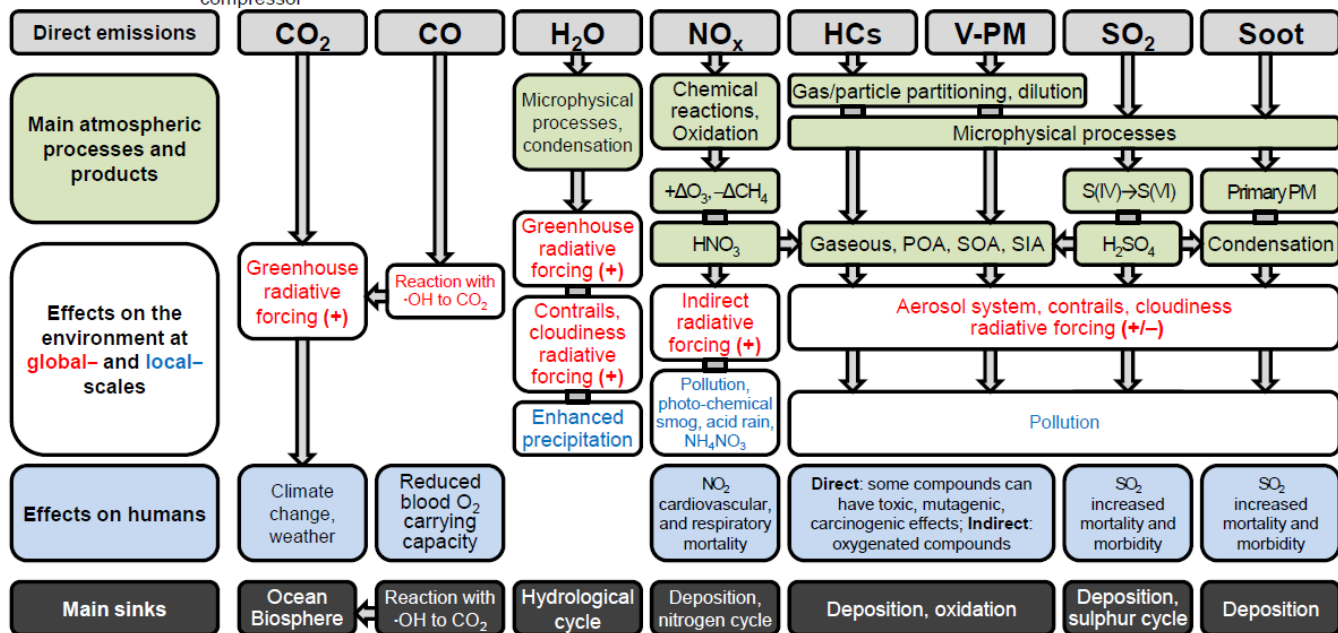 compressor
Direct emissions
CO₂
CO
H₂O
NOₓ
HCs
V-PM
SO₂
Soot
Main atmospheric
processes and
products
Microphysical
processes,
condensation
Chemical
reactions,
Oxidation
Gas/particle partitioning, dilution
Microphysical processes
+ΔO₃, –ΔCH₄
S(IV)→S(VI)
Primary PM
HNO₃
Gaseous, POA, SOA, SIA
H₂SO₄
Condensation
Effects on the
environment at
global– and local–
scales
Greenhouse
radiative
forcing (+)
Reaction with
·OH to CO₂
Greenhouse
radiative
forcing (+)
Contrails,
cloudiness
radiative
forcing (+)
Enhanced
precipitation
Indirect
radiative
forcing (+)
Pollution,
photo-chemical
smog, acid rain,
NH₄NO₃
Aerosol system, contrails, cloudiness
radiative forcing (+/–)
Pollution
Effects on humans
Climate
change,
weather
Reduced
blood O₂
carrying
capacity
NO₂
cardiovascular,
and respiratory
mortality
Direct: some compounds can
have toxic, mutagenic,
carcinogenic effects; Indirect:
oxygenated compounds
SO₂
increased
mortality and
morbidity
SO₂
increased
mortality and
morbidity
Main sinks
Ocean
Biosphere
Reaction with
·OH to CO₂
Hydrological
cycle
Deposition,
nitrogen cycle
Deposition, oxidation
Deposition,
sulphur cycle
Deposition